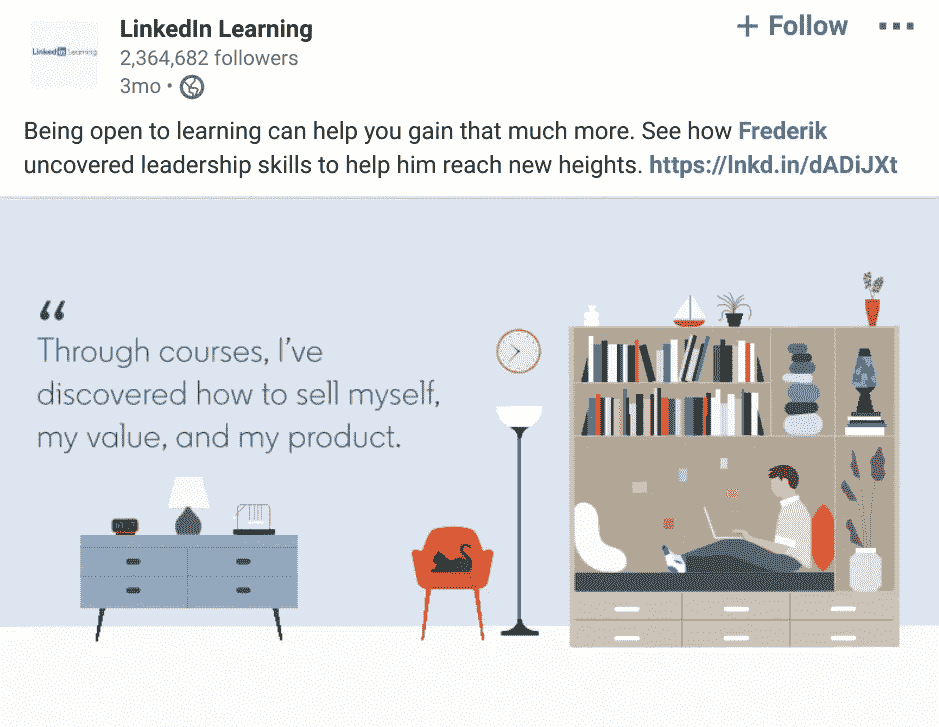 LinkedIn Learning
LinkedIn Learning
2,364,682 followers
3mo •
+ Follow
Being open to learning can help you gain that much more. See how Frederik
uncovered leadership skills to help him reach new heights. https://lnkd.in/dADiJXt
“
Through courses, I’ve
discovered how to sell myself,
my value, and my product.